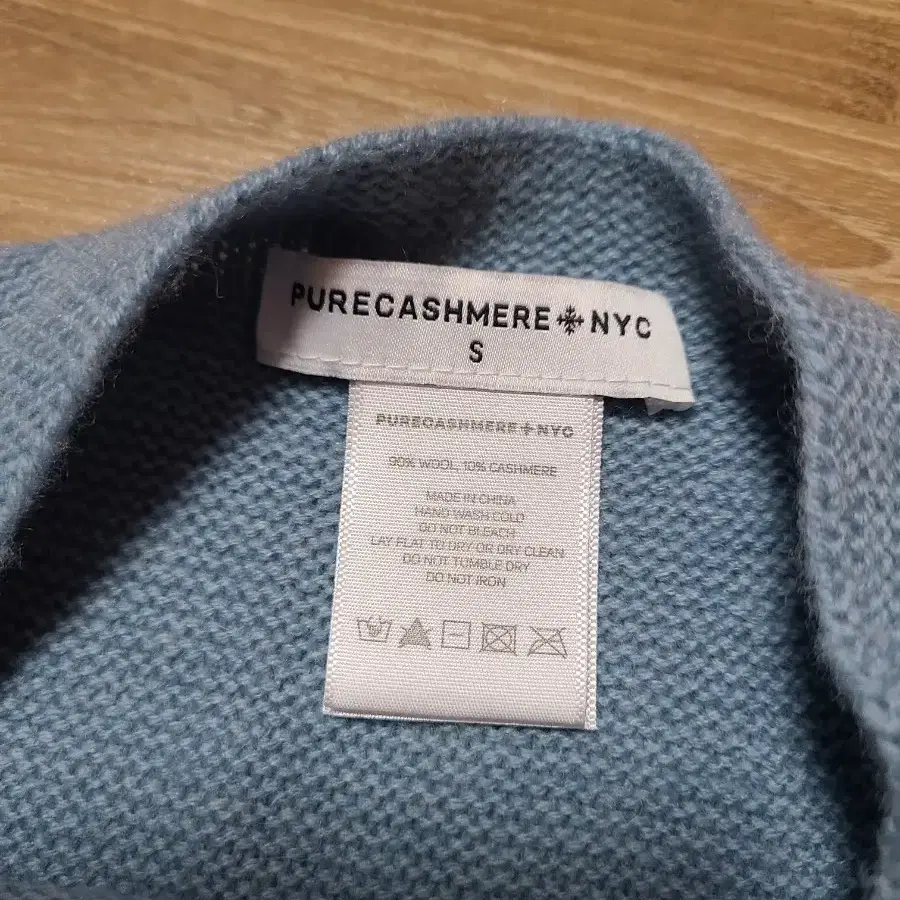 PURECASHMERE NYC
S
PURECASHMERE NYC
90% WOOL, 10% CASHMERE
MADE IN CHINA
HAND WASH COLD
DO NOT BLEACH
LAY FLAT TO DRY OR DRY CLEAN
DO NOT TUMBLE DRY
DO NOT IRON